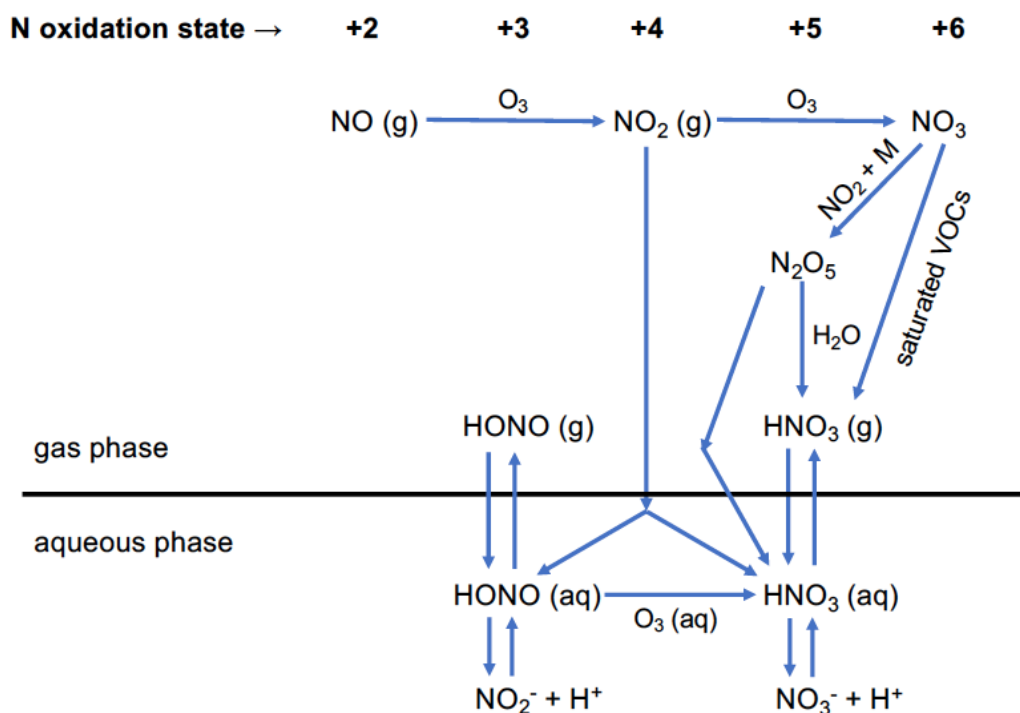 N oxidation state → +2 +3 +4 +5 +6
O₃ O₃
NO (g) NO₂ (g) NO₃
NO₂ + M
saturated VOCs
N₂O₅
H₂O
HONO (g) HNO₃ (g)
gas phase
aqueous phase
HONO (aq) HNO₃ (aq)
O₃ (aq)
NO₂⁻ + H⁺ NO₃⁻ + H⁺